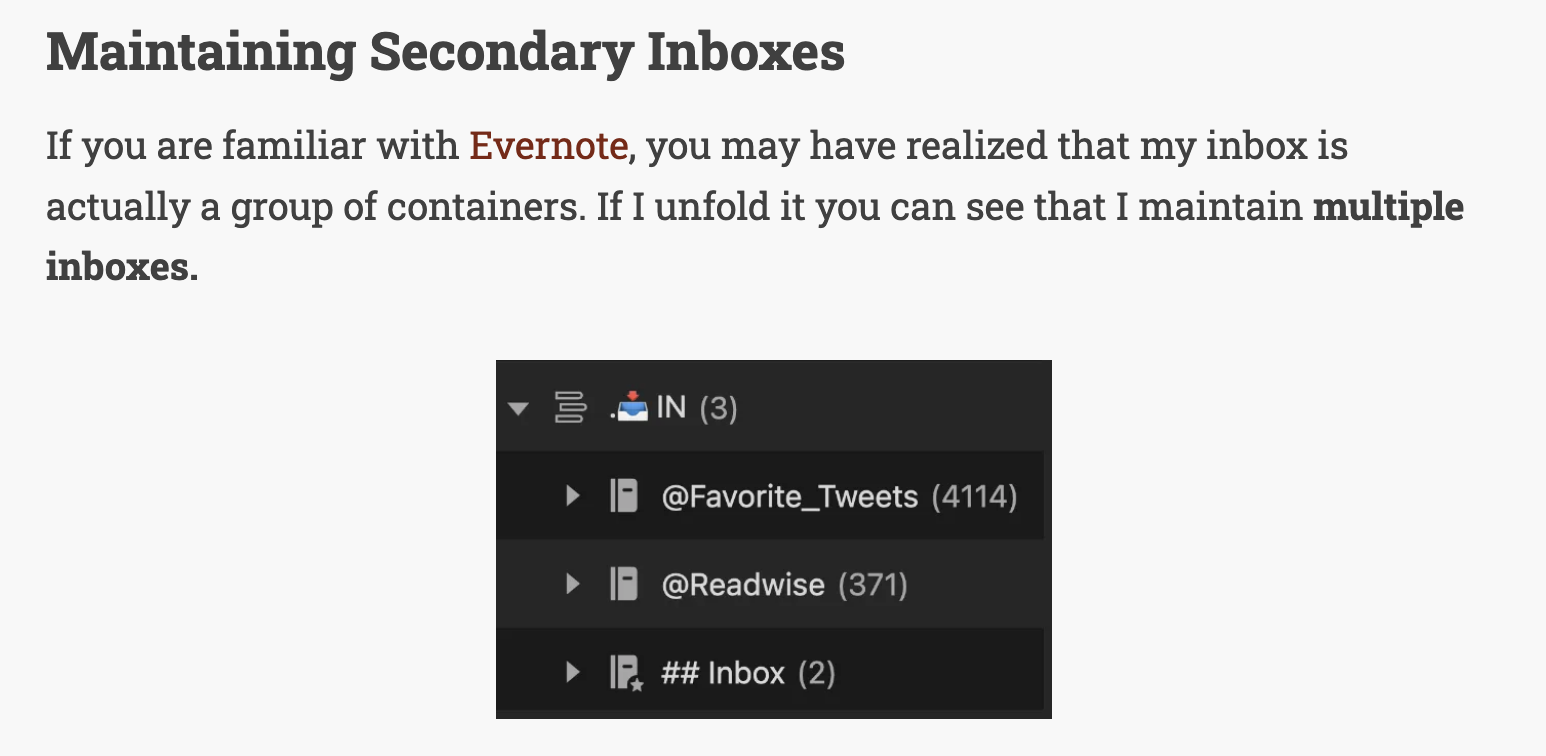 Maintaining Secondary Inboxes
If you are familiar with Evernote, you may have realized that my inbox is
actually a group of containers. If I unfold it you can see that I maintain multiple
inboxes.
.📥 IN (3)
@Favorite_Tweets (4114)
@Readwise (371)
## Inbox (2)